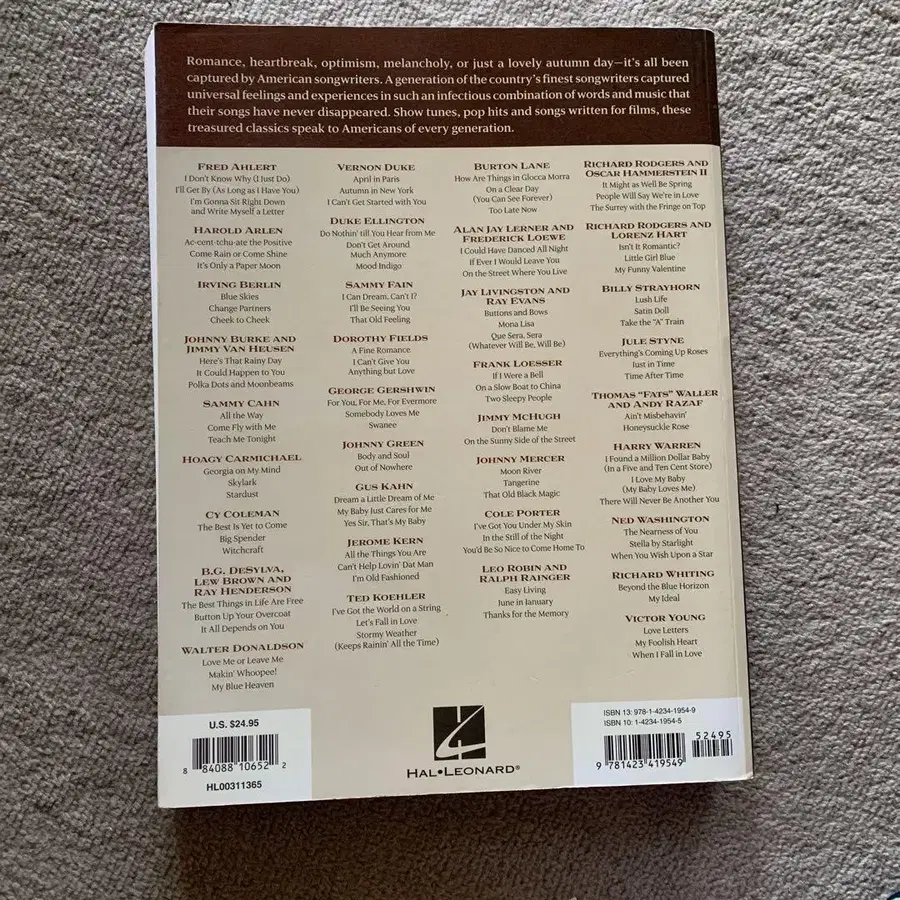 Romance, heartbreak, optimism, melancholy, or just a lovely autumn day—it's all been
captured by American songwriters. A generation of the country's finest songwriters captured
universal feelings and experiences in such an infectious combination of words and music that
their songs have never disappeared. Show tunes, pop hits and songs written for films, these
treasured classics speak to Americans of every generation.
FRED AHLERT
I Don't Know Why (I Just Do)
I'll Get By (As Long as I Have You)
I'm Gonna Sit Right Down
and Write Myself a Letter
HAROLD ARLEN
Ac-cent-tchu-ate the Positive
Come Rain or Come Shine
It's Only a Paper Moon
IRVING BERLIN
Blue Skies
Change Partners
Cheek to Cheek
JOHNNY BURKE AND
JIMMY VAN HEUSEN
Here's That Rainy Day
It Could Happen to You
Polka Dots and Moonbeams
SAMMY CAHN
All the Way
Come Fly with Me
Teach Me Tonight
HOAGY CARMICHAEL
Georgia on My Mind
Skylark
Stardust
CY COLEMAN
The Best Is Yet to Come
Big Spender
Witchcraft
B.G. DESYLVA,
LEW BROWN AND
RAY HENDERSON
The Best Things in Life Are Free
Button Up Your Overcoat
It All Depends on You
WALTER DONALDSON
Love Me or Leave Me
Makin' Whoopee!
My Blue Heaven
VERNON DUKE
April in Paris
Autumn in New York
I Can't Get Started with You
DUKE ELLINGTON
Do Nothin' till You Hear from Me
Don't Get Around
Much Anymore
Mood Indigo
SAMMY FAIN
I Can Dream, Can't I?
I'll Be Seeing You
That Old Feeling
DOROTHY FIELDS
A Fine Romance
I Can't Give You
Anything but Love
GEORGE GERSHWIN
For You, For Me, For Evermore
Somebody Loves Me
Swanee
JOHNNY GREEN
Body and Soul
Out of Nowhere
GUS KAHN
Dream a Little Dream of Me
My Baby Just Cares for Me
Yes Sir, That's My Baby
JEROME KERN
All the Things You Are
Can't Help Lovin' Dat Man
I'm Old Fashioned
TED KOEHLER
I've Got the World on a String
Let's Fall in Love
Stormy Weather
(Keeps Rainin' All the Time)
BURTON LANE
How Are Things in Glocca Morra
On a Clear Day
(You Can See Forever)
Too Late Now
ALAN JAY LERNER AND
FREDERICK LOEWE
I Could Have Danced All Night
If Ever I Would Leave You
On the Street Where You Live
JAY LIVINGSTON AND
RAY EVANS
Buttons and Bows
Mona Lisa
Que Sera, Sera
(Whatever Will Be, Will Be)
FRANK LOESSER
If I Were a Bell
On a Slow Boat to China
Two Sleepy People
JIMMY MCHUGH
Don't Blame Me
On the Sunny Side of the Street
JOHNNY MERCER
Moon River
Tangerine
That Old Black Magic
COLE PORTER
I've Got You Under My Skin
In the Still of the Night
You'd Be So Nice to Come Home To
LEO ROBIN AND
RALPH RAINGER
Easy Living
June in January
Thanks for the Memory
RICHARD RODGERS AND
OSCAR HAMMERSTEIN II
It Might as Well Be Spring
People Will Say We're in Love
The Surrey with the Fringe on Top
RICHARD RODGERS AND
LORENZ HART
Isn't It Romantic?
Little Girl Blue
My Funny Valentine
BILLY STRAYHORN
Lush Life
Satin Doll
Take the "A" Train
JULE STYNE
Everything's Coming Up Roses
Just in Time
Time After Time
THOMAS "FATS" WALLER
AND ANDY RAZAF
Ain't Misbehavin'
Honeysuckle Rose
HARRY WARREN
I Found a Million Dollar Baby
(In a Five and Ten Cent Store)
I Love My Baby
(My Baby Loves Me)
There Will Never Be Another You
NED WASHINGTON
The Nearness of You
Stella by Starlight
When You Wish Upon a Star
RICHARD WHITING
Beyond the Blue Horizon
My Ideal
VICTOR YOUNG
Love Letters
My Foolish Heart
When I Fall in Love
U.S. $24.95
8 84088 10652 2
HL00311365
HAL•LEONARD®
ISBN 13: 978-1-4234-1954-9
ISBN 10: 1-4234-1954-5
52495
9 781423 419549